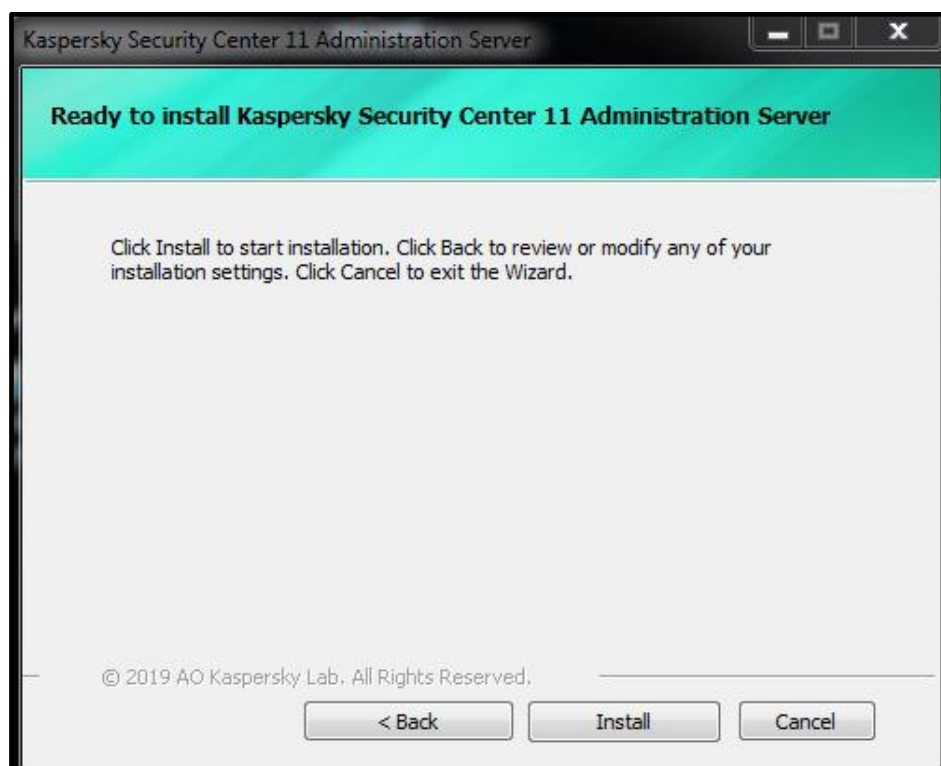 Kaspersky Security Center 11 Administration Server
Ready to install Kaspersky Security Center 11 Administration Server
Click Install to start installation. Click Back to review or modify any of your
installation settings. Click Cancel to exit the Wizard.
© 2019 AO Kaspersky Lab. All Rights Reserved.
< Back Install Cancel